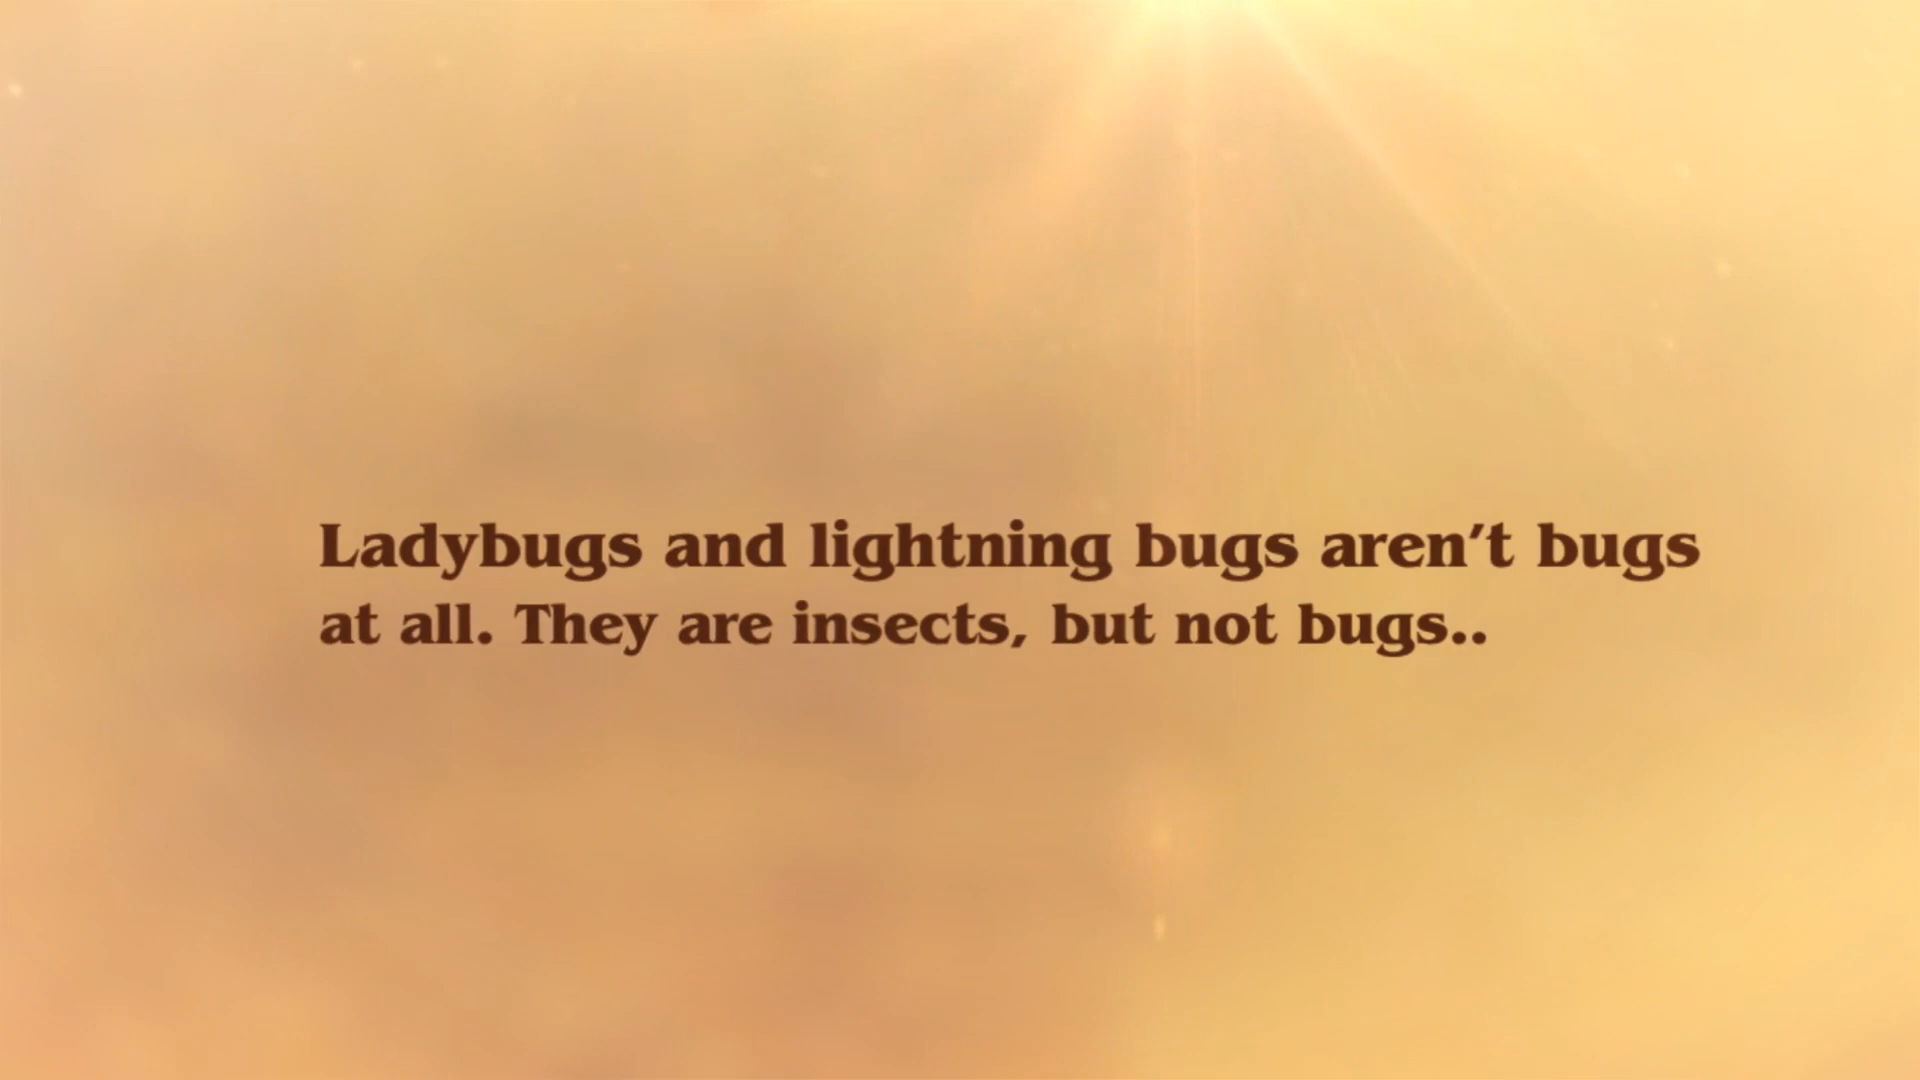 Ladybugs and lightning bugs aren’t bugs
at all. They are insects, but not bugs..